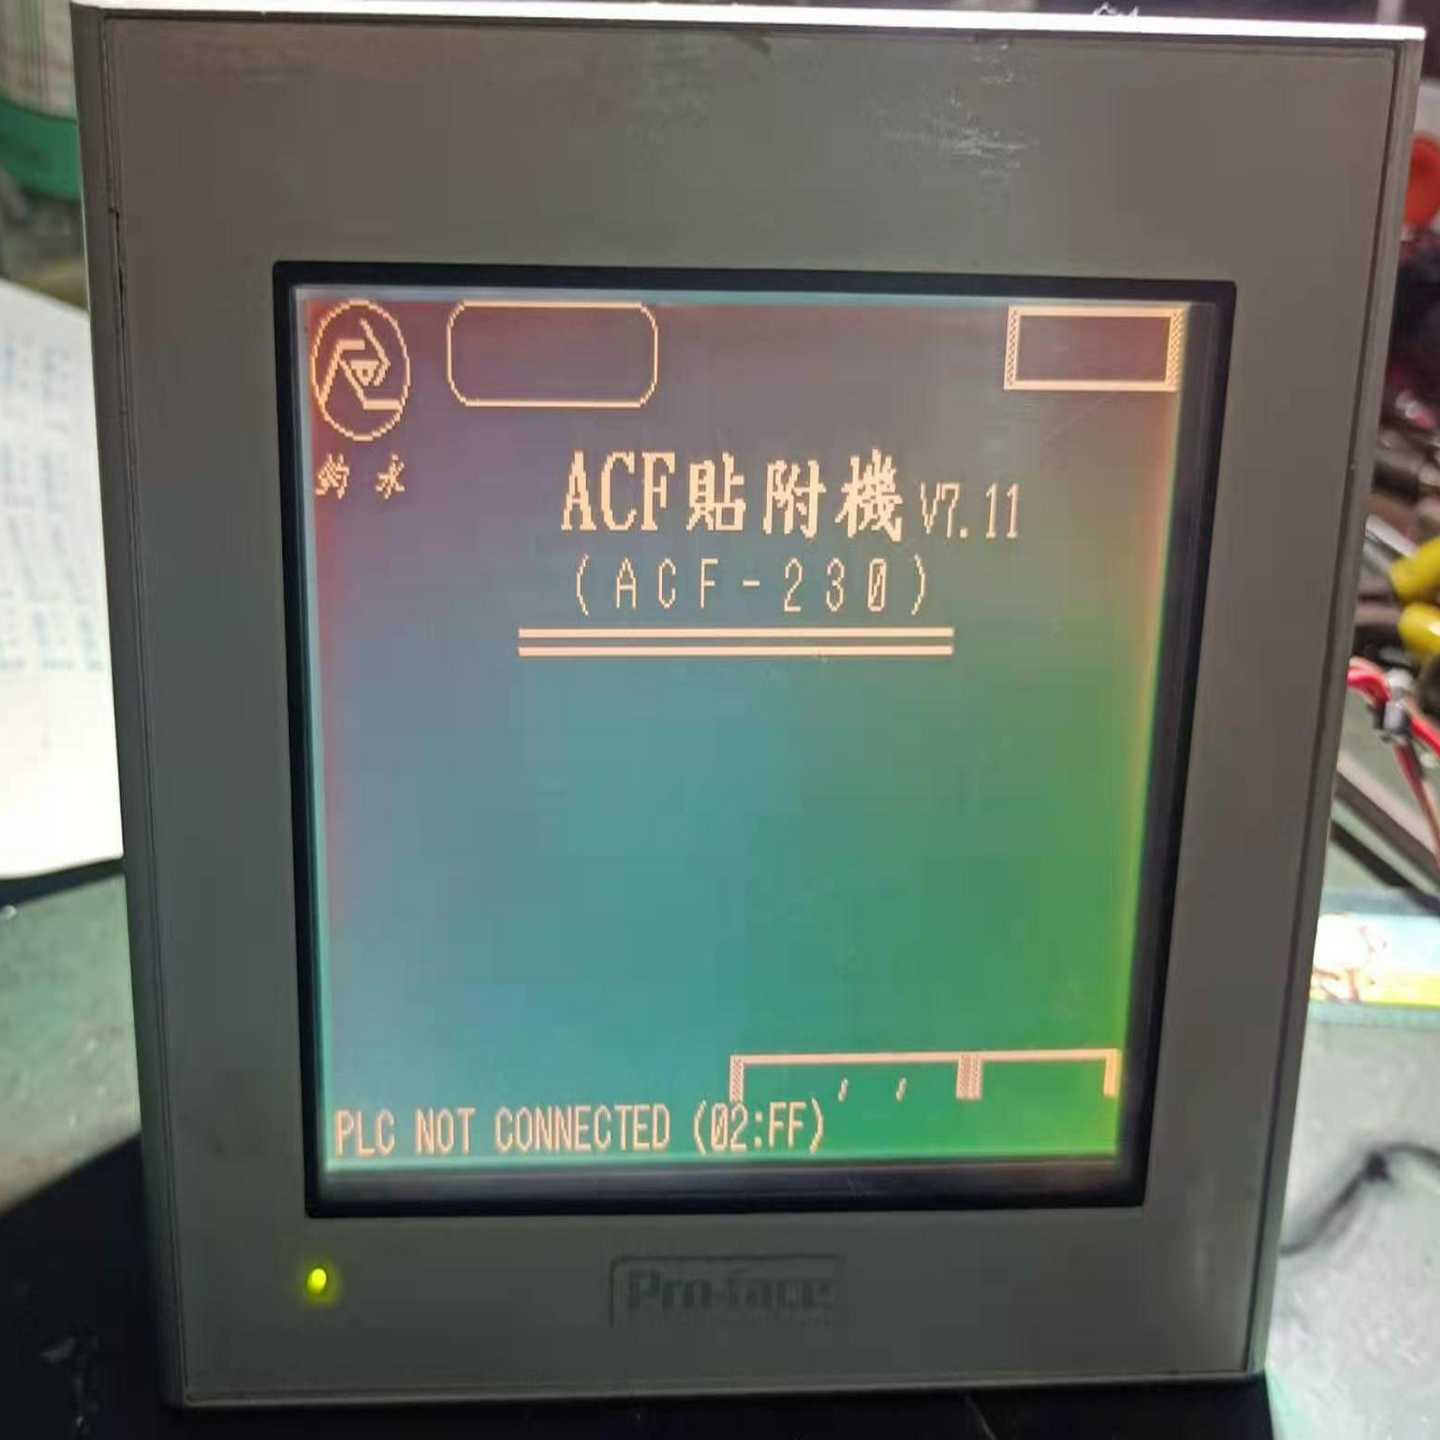 鈞永
ACF貼附機 V7.11
(ACF-230)
: :
PLC NOT CONNECTED (02:FF)
Pro-face